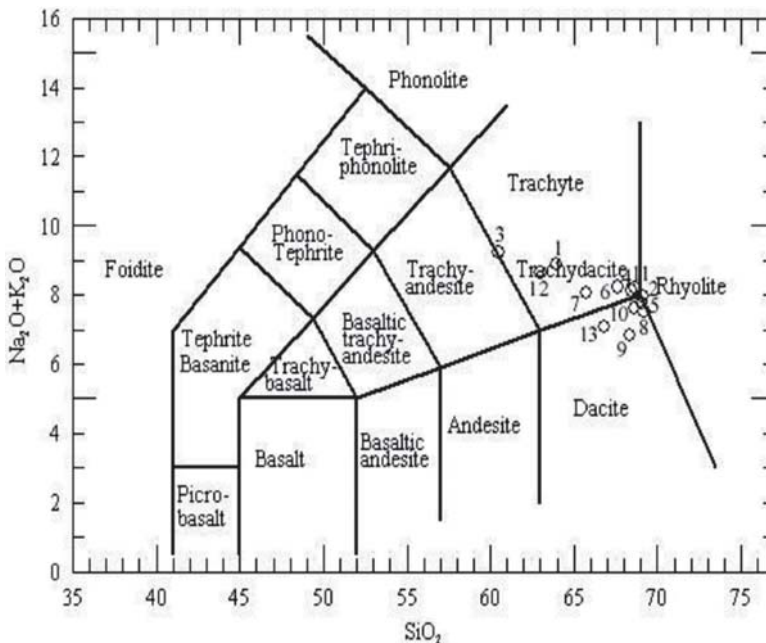 16
14
12
10
8
6
4
2
0
Na₂O+K₂O
Phonolite
Tephri-
phonolite
Trachyte
Phono-
Tephrite
Foidite
Trachy-
andesite
3
1
Trachydacite
12
7
6
11
2
Rhyolite
10
5
8
13
9
Tephrite
Basanite
Basaltic
trachy-
andesite
Trachy-
basalt
Dacite
Andesite
Basalt
Basaltic
andesite
Picro-
basalt
35 40 45 50 55 60 65 70 75
SiO₂